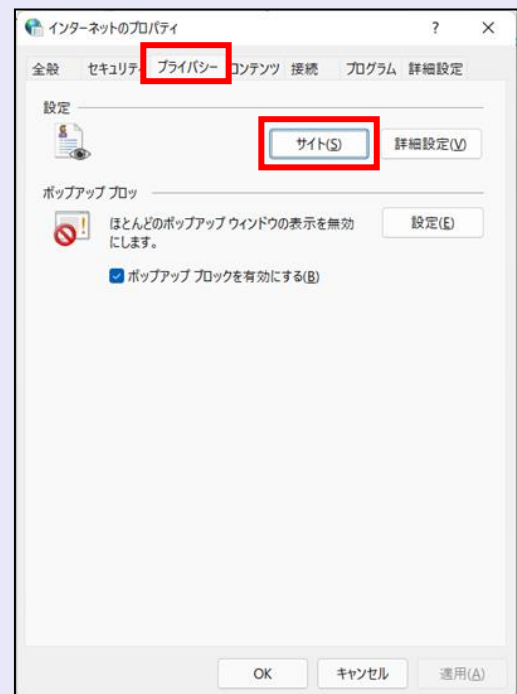 インターネットのプロパティ ? ×
全般 セキュリティ プライバシー コンテンツ 接続 プログラム 詳細設定
設定
サイト(S) 詳細設定(V)
ポップアップ ブロッ
ほとんどのポップアップ ウィンドウの表示を無効 設定(E)
にします。
ポップアップ ブロックを有効にする(B)
OK キャンセル 適用(A)